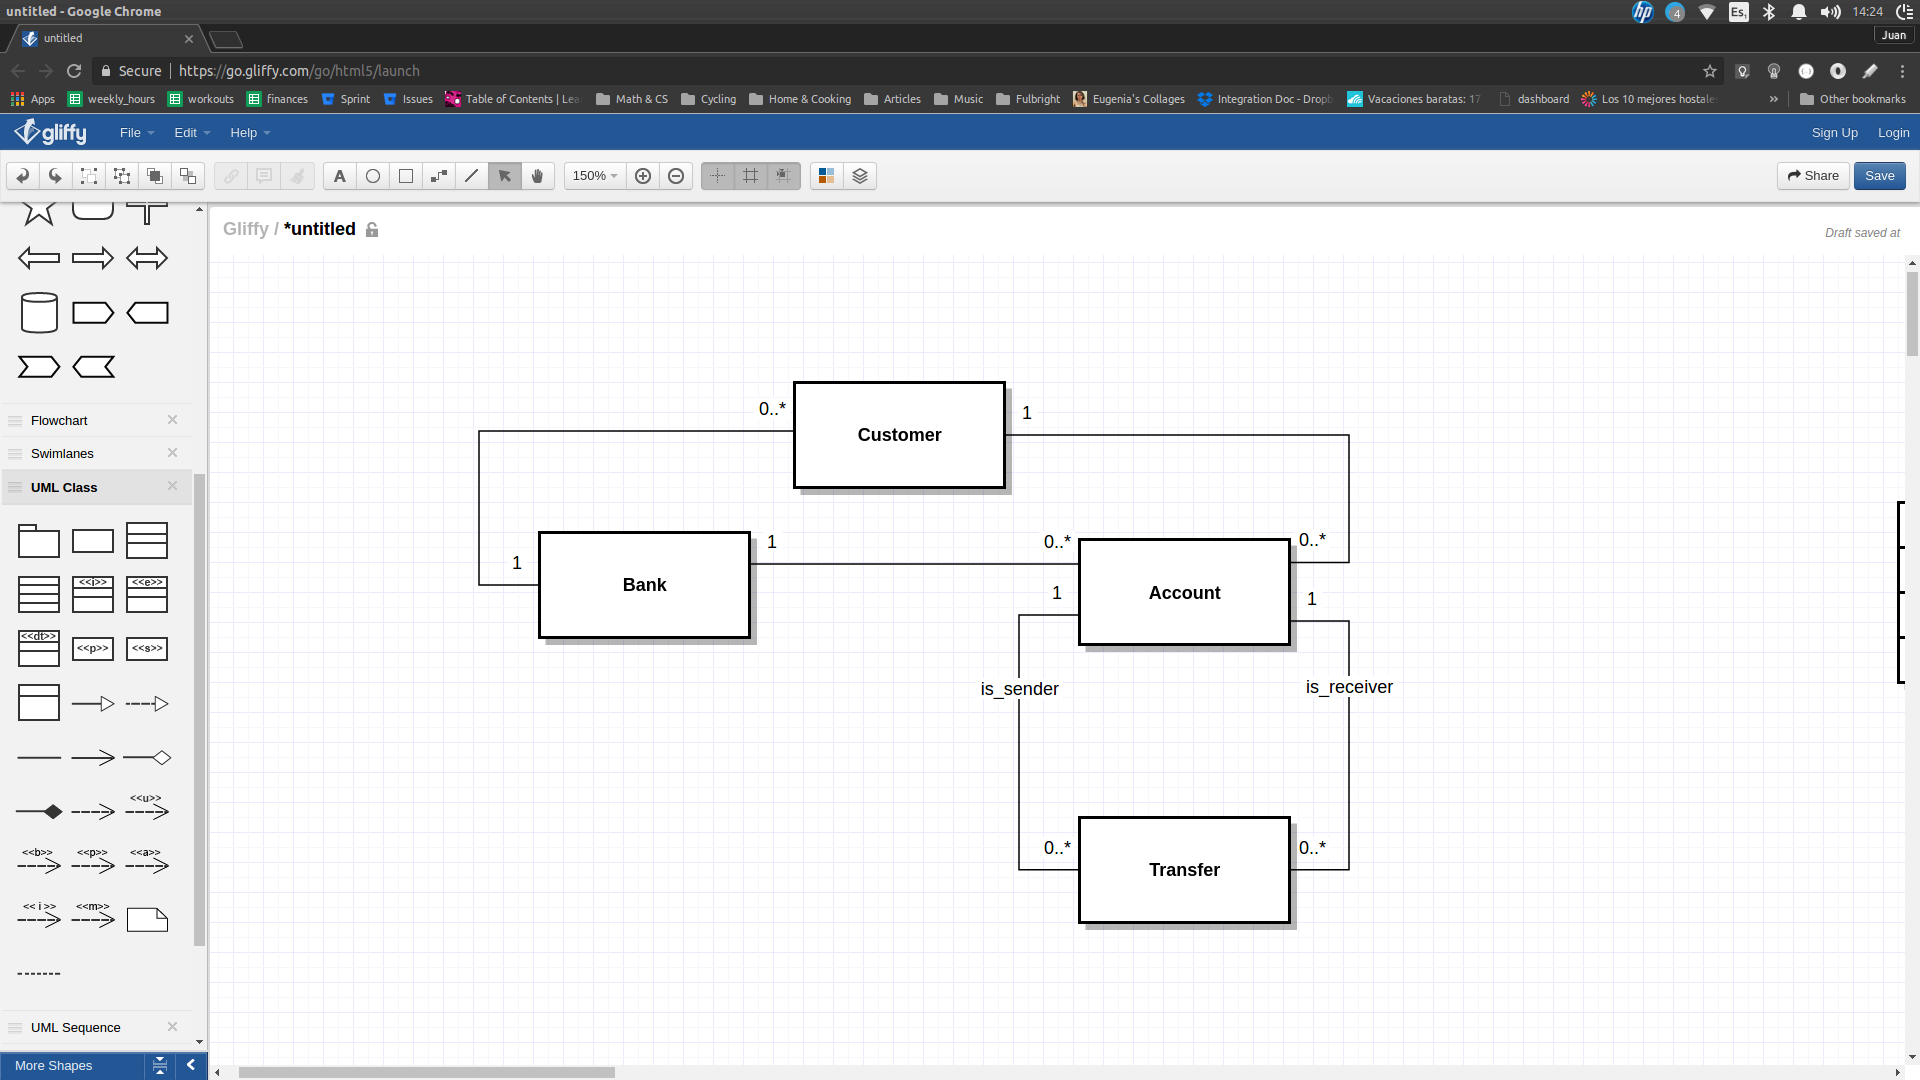 untitled - Google Chrome
hp 4 Es1 14:24
untitled
Juan
Secure https://go.gliffy.com/go/html5/launch
Apps weekly_hours workouts finances Sprint Issues Table of Contents | Lea Math & CS Cycling Home & Cooking Articles Music Fulbright Eugenia's Collages Integration Doc - Dropb Vacaciones baratas: 17 dashboard Los 10 mejores hostale » Other bookmarks
gliffy File Edit Help Sign Up Login
A 150% Share Save
Gliffy / *untitled
Draft saved at
Flowchart
Swimlanes
UML Class
<<i>> <<e>>
<<dt>> <<p>> <<s>>
<<u>>
<<b>> <<p>> <<a>>
<< i >> <<m>>
UML Sequence
More Shapes
0..* 1
Customer
1 0..* 0..*
1
Bank
1 Account 1
is_sender is_receiver
0..* 0..*
Transfer